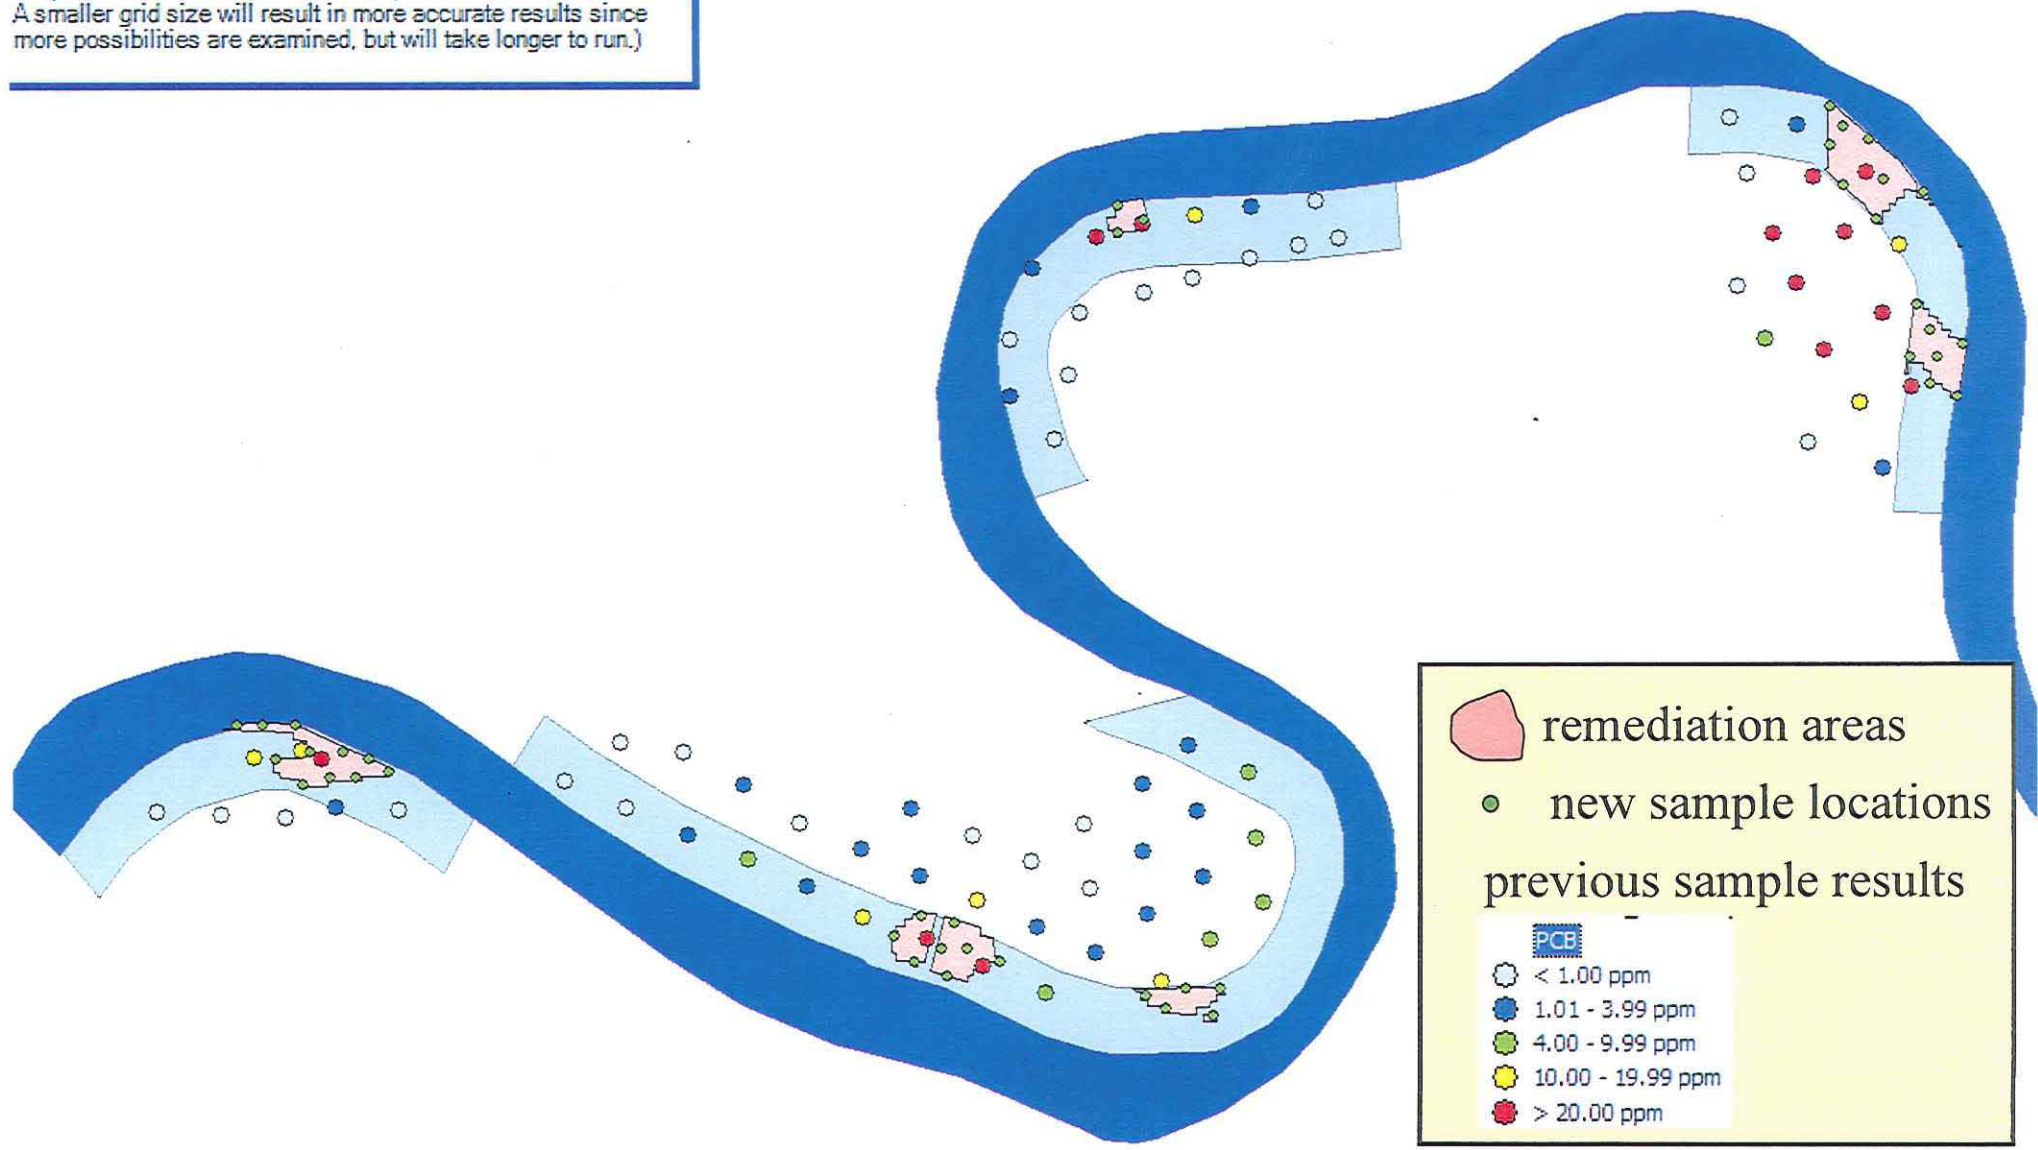 A smaller grid size will result in more accurate results since
more possibilities are examined, but will take longer to run.)
remediation areas
new sample locations
previous sample results
PCB
< 1.00 ppm
1.01 - 3.99 ppm
4.00 - 9.99 ppm
10.00 - 19.99 ppm
> 20.00 ppm